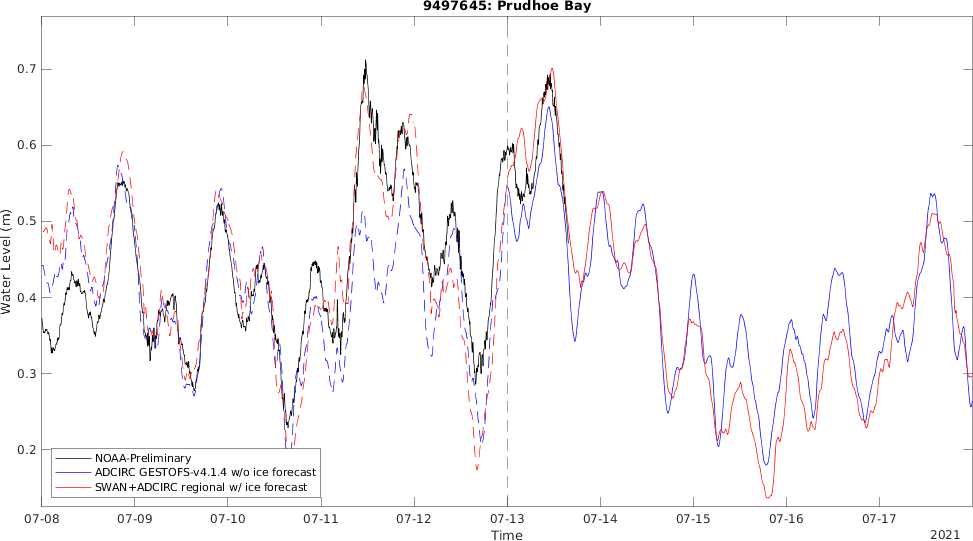 9497645: Prudhoe Bay
Water Level (m)
0.7
0.6
0.5
0.4
0.3
0.2
NOAA-Preliminary
ADCIRC GESTOFS-v4.1.4 w/o ice forecast
SWAN+ADCIRC regional w/ ice forecast
07-08 07-09 07-10 07-11 07-12 07-13 07-14 07-15 07-16 07-17
Time
2021